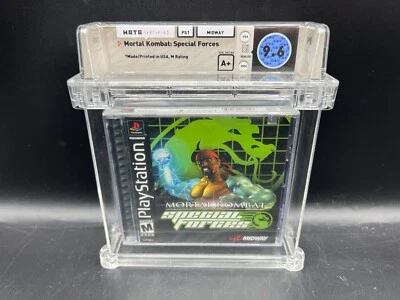 WATA CERTIFIED PS1 MIDWAY
Mortal Kombat: Special Forces
*Made/Printed in USA, M Rating
A+
9.6
PlayStation
MORTAL KOMBAT
Special Forces
M
MIDWAY